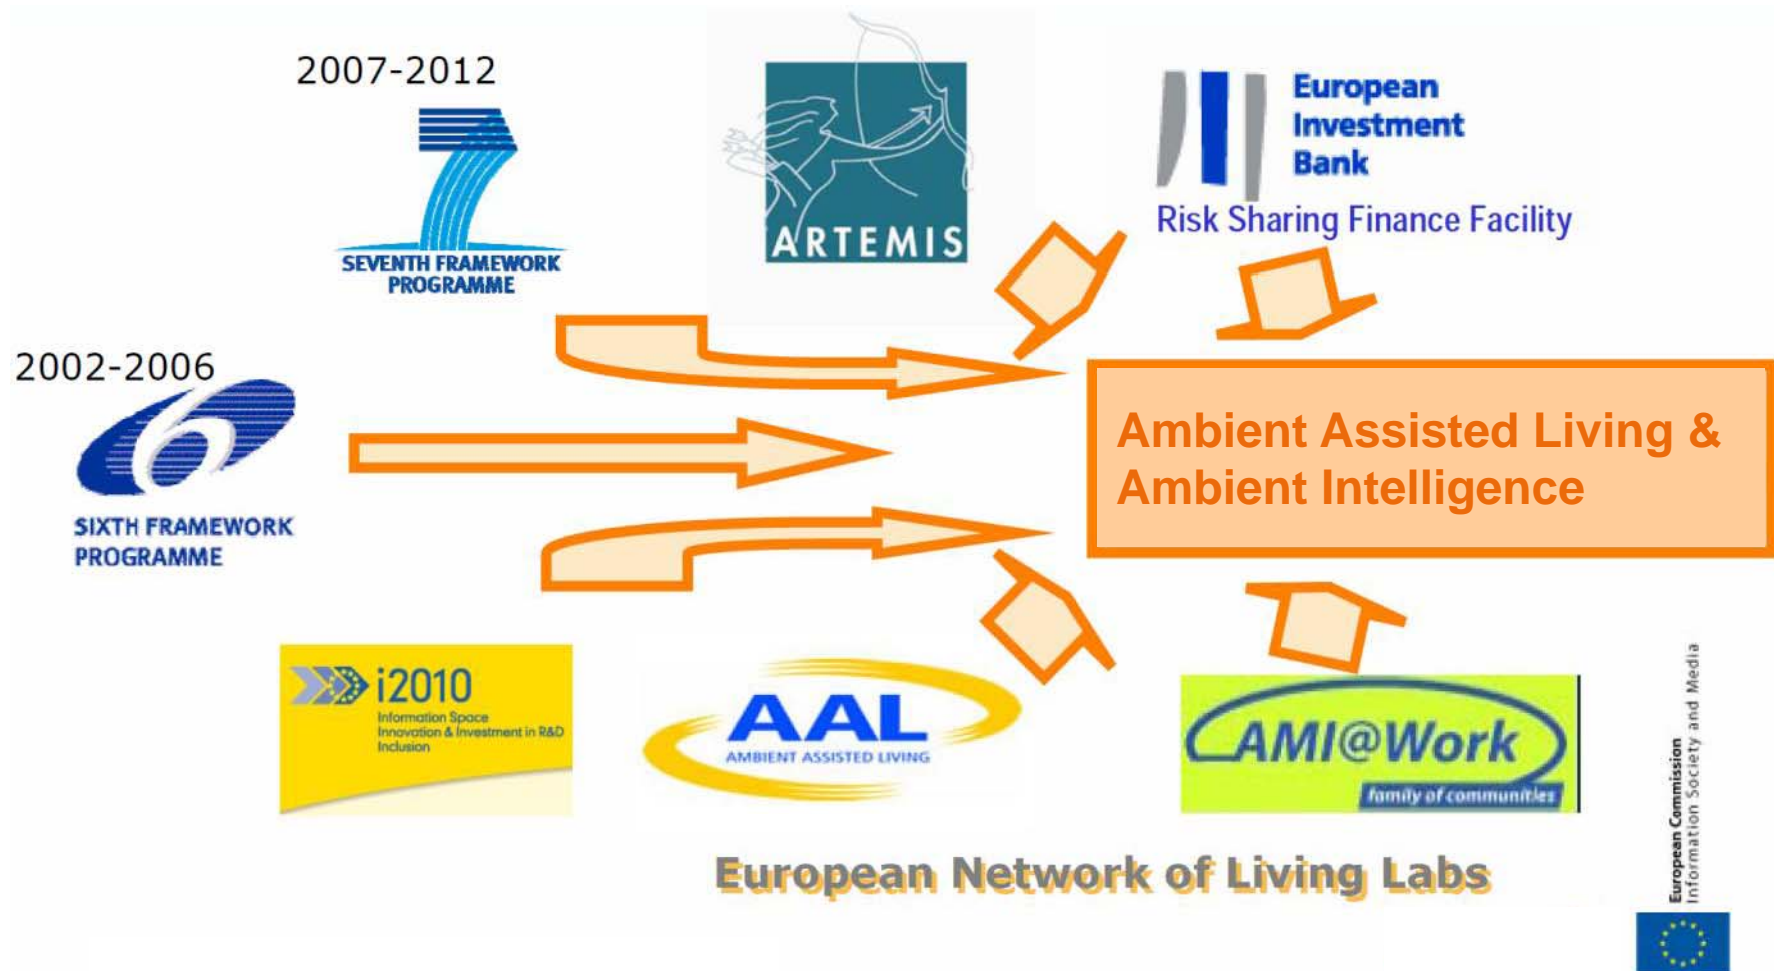 2007-2012
SEVENTH FRAMEWORK
PROGRAMME
ARTEMIS
European
Investment
Bank
Risk Sharing Finance Facility
2002-2006
6
SIXTH FRAMEWORK
PROGRAMME
Ambient Assisted Living &
Ambient Intelligence
i2010
Information Space
Innovation & Investment in R&D
Inclusion
AAL
AMBIENT ASSISTED LIVING
AMI@Work
family of communities
European Network of Living Labs
European Commission
Information Society and Media